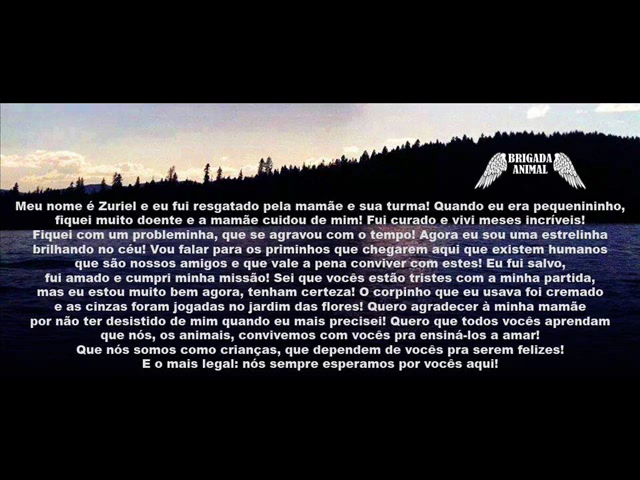 BRIGADA
ANIMAL
Meu nome é Zuriel e eu fui resgatado pela mamãe e sua turma! Quando eu era pequenininho,
fiquei muito doente e a mamãe cuidou de mim! Fui curado e vivi meses incríveis!
Fiquei com um probleminha, que se agravou com o tempo! Agora eu sou uma estrelinha
brilhando no céu! Vou falar para os priminhos que chegarem aqui que existem humanos
que são nossos amigos e que vale a pena conviver com estes! Eu fui salvo,
fui amado e cumpri minha missão! Sei que vocês estão tristes com a minha partida,
mas eu estou muito bem agora, tenham certeza! O corpinho que eu usava foi cremado
e as cinzas foram jogadas no jardim das flores! Quero agradecer à minha mamãe
por não ter desistido de mim quando eu mais precisei! Quero que todos vocês aprendam
que nós, os animais, convivemos com vocês pra ensiná-los a amar!
Que nós somos como crianças, que dependem de vocês pra serem felizes!
E o mais legal: nós sempre esperamos por vocês aqui!